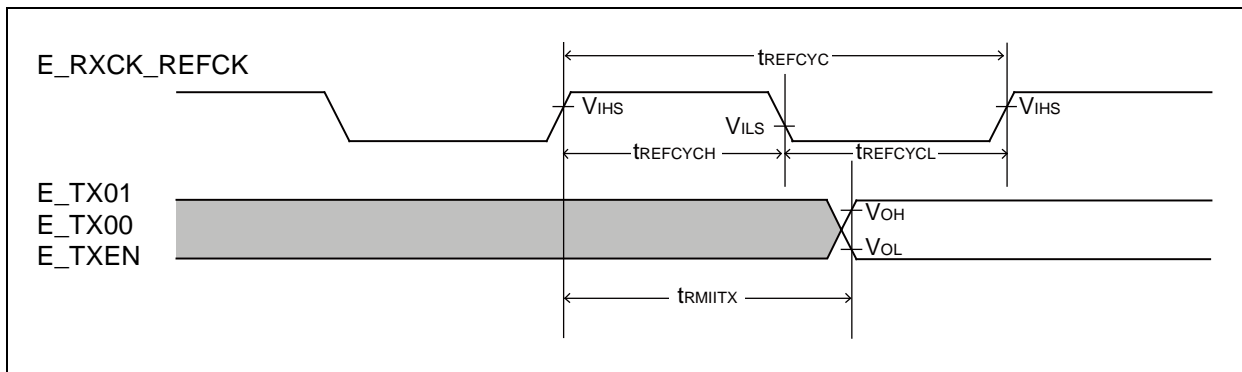 E_RXCK_REFCK
tREFCYC
VIHS
VILS
VIHS
tREFCYCH
tREFCYCL
E_TX01
E_TX00
E_TXEN
VOH
VOL
tRMIITX